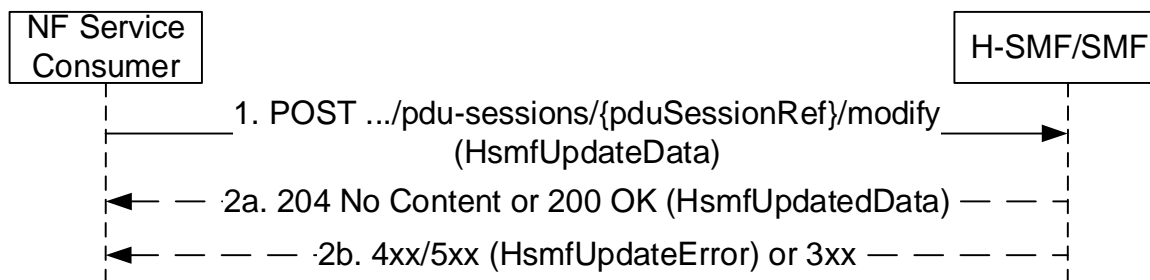 NF Service
Consumer
H-SMF/SMF
1. POST .../pdu-sessions/{pduSessionRef}/modify
(HsmfUpdateData)
2a. 204 No Content or 200 OK (HsmfUpdatedData)
2b. 4xx/5xx (HsmfUpdateError) or 3xx